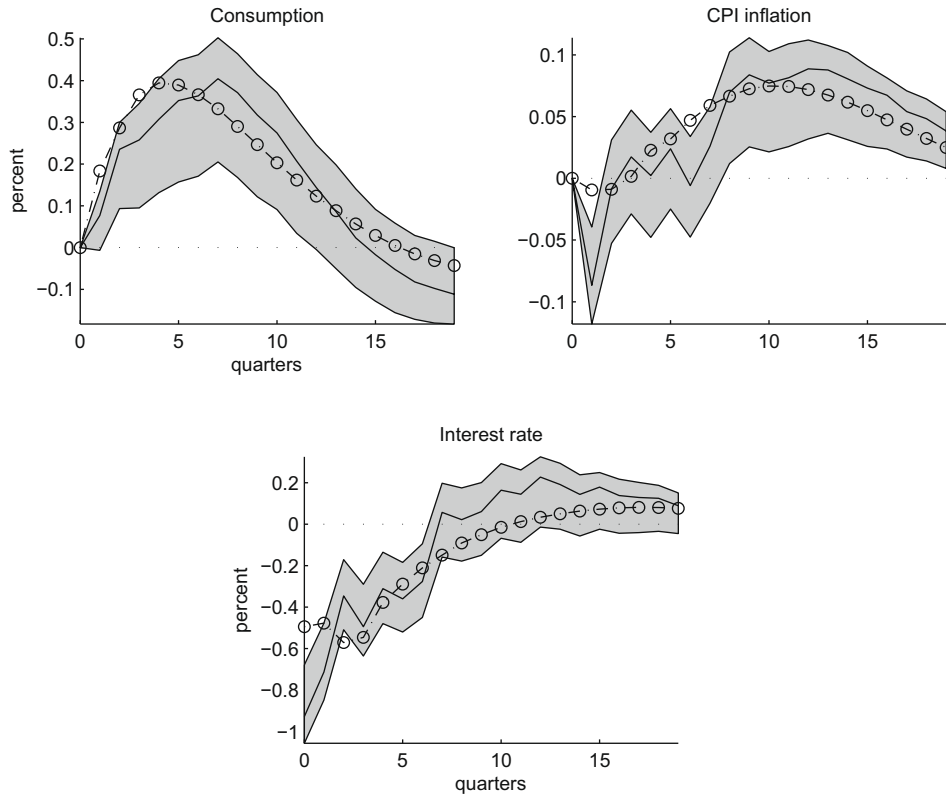 Consumption
CPI inflation
0.5
0.4
0.3
0.2
0.1
0
−0.1
percent
0 5 10 15
quarters
0.1
0.05
0
−0.05
−0.1
0 5 10 15
Interest rate
0.2
0
−0.2
−0.4
−0.6
−0.8
−1
percent
0 5 10 15
quarters